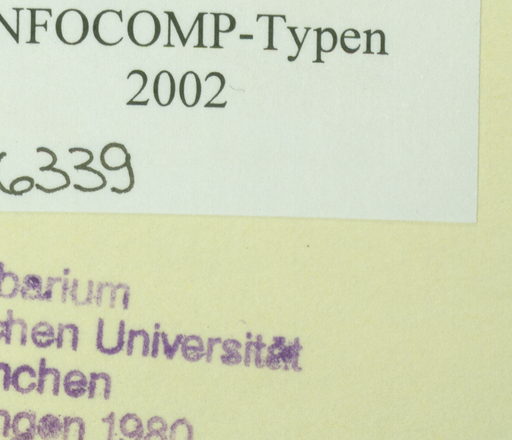 NFOCOMP-Typen
2002
6339
barium
chen Universität
nchen
ngen 1980